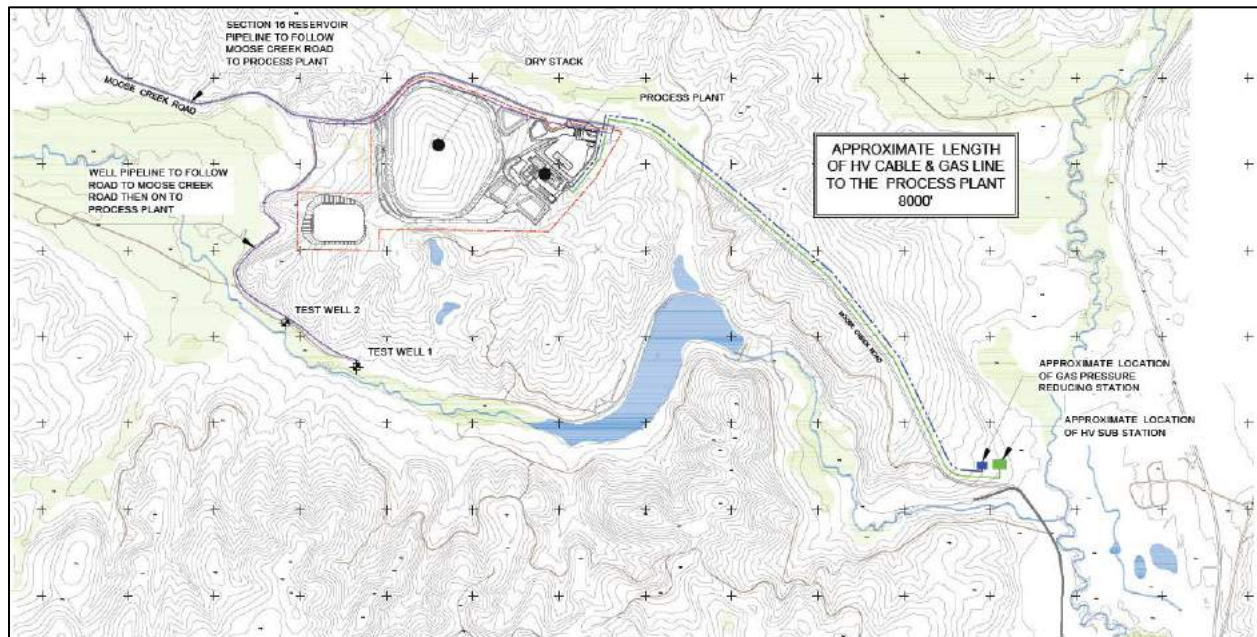 SECTION 16 RESERVOIR
PIPELINE TO FOLLOW
MOOSE CREEK ROAD
TO PROCESS PLANT
DRY STACK
PROCESS PLANT
MOOSE CREEK ROAD
APPROXIMATE LENGTH
OF HV CABLE & GAS LINE
TO THE PROCESS PLANT
8000'
WELL PIPELINE TO FOLLOW
ROAD TO MOOSE CREEK
ROAD THEN ON TO
PROCESS PLANT
TEST WELL 2
TEST WELL 1
MOOSE CREEK ROAD
APPROXIMATE LOCATION
OF GAS PRESSURE
REDUCING STATION
APPROXIMATE LOCATION
OF HV SUB STATION